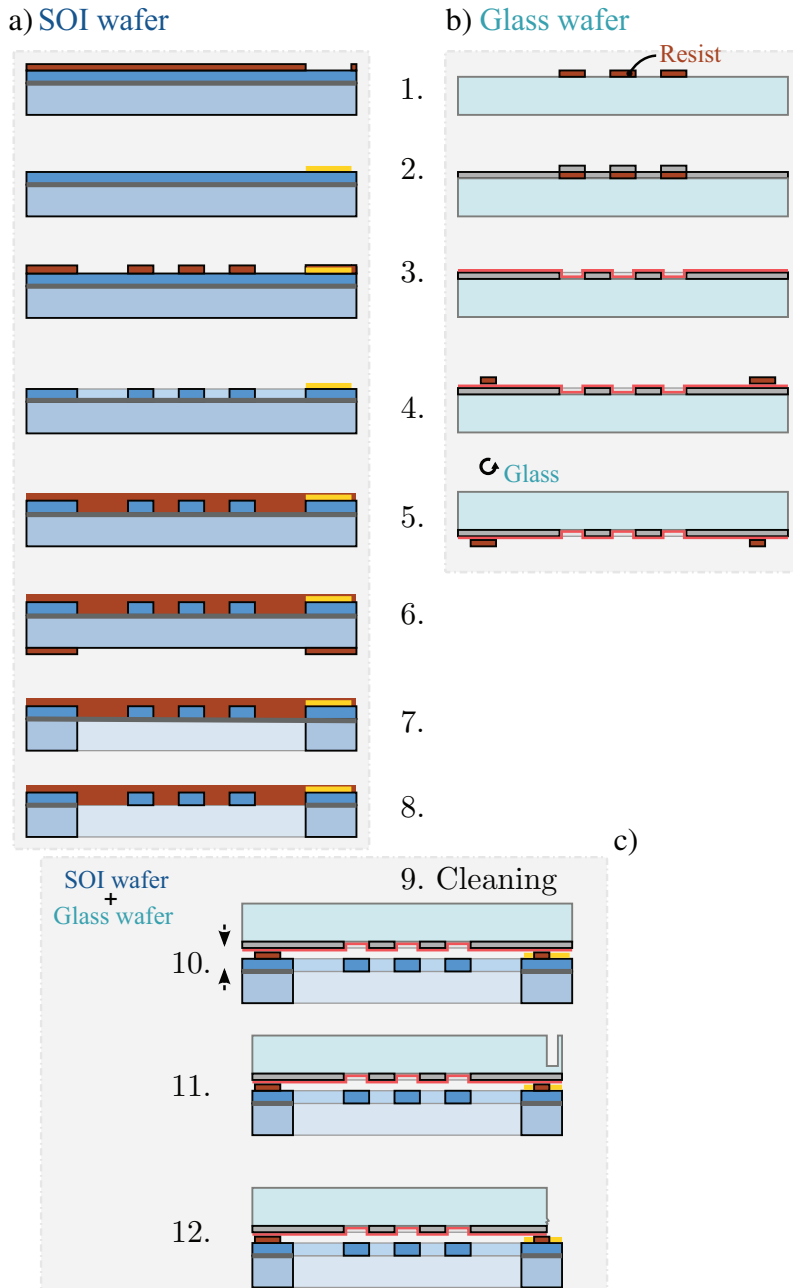 a) SOI wafer
b) Glass wafer
Resist
1.
2.
3.
4.
Glass
5.
6.
7.
8.
c)
SOI wafer
+
Glass wafer
9. Cleaning
10.
11.
12.